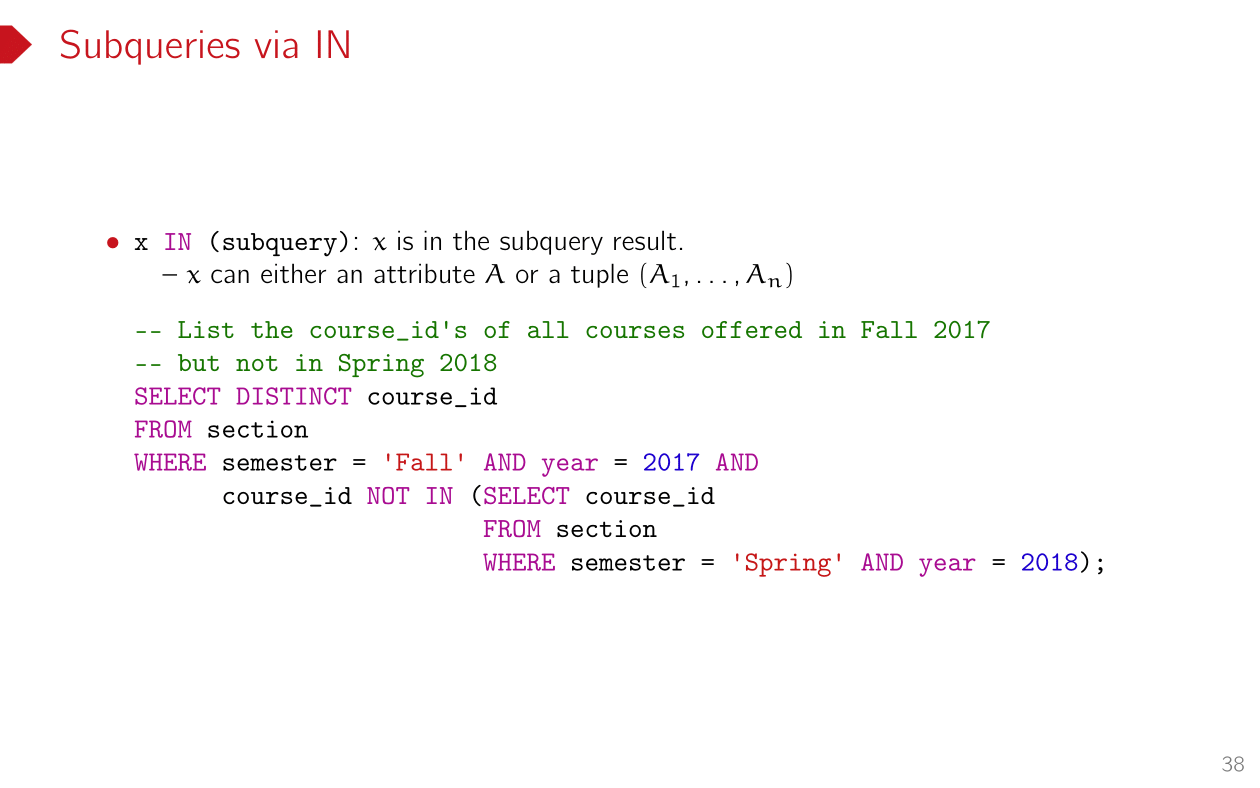 Subqueries via IN
• x IN (subquery): x is in the subquery result.
– x can either an attribute A or a tuple (A₁, . . . , Aₙ)
-- List the course_id's of all courses offered in Fall 2017
-- but not in Spring 2018
SELECT DISTINCT course_id
FROM section
WHERE semester = 'Fall' AND year = 2017 AND
course_id NOT IN (SELECT course_id
FROM section
WHERE semester = 'Spring' AND year = 2018);
38